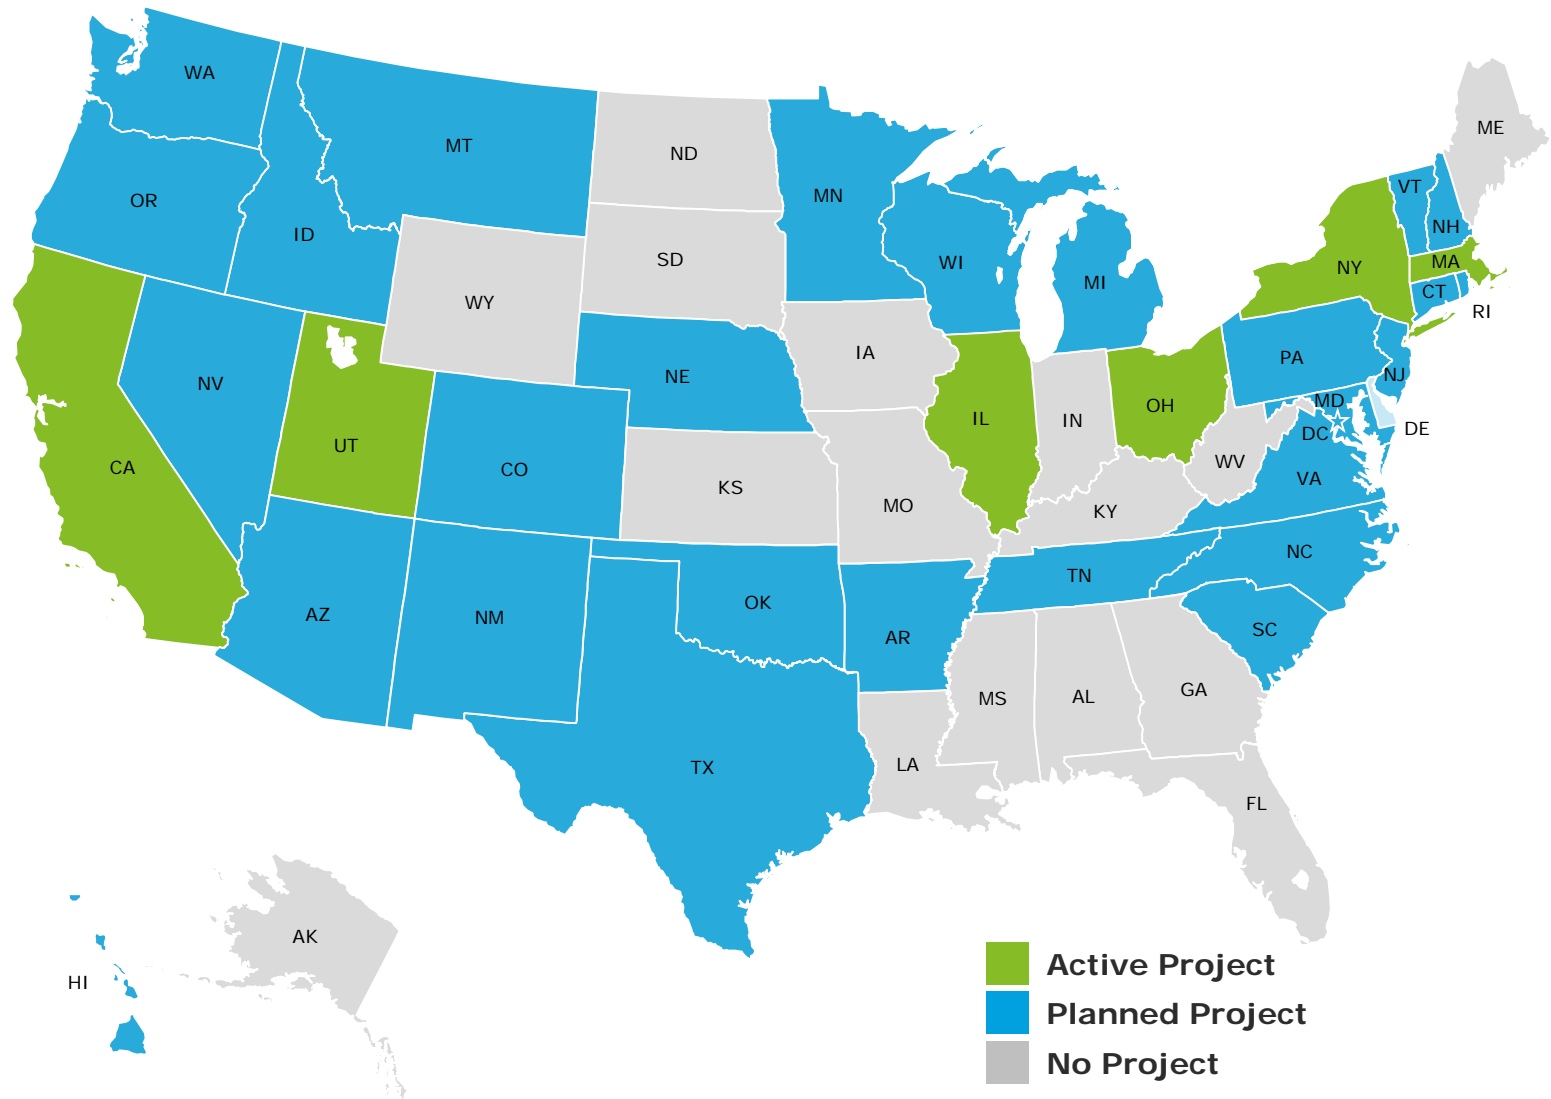 WA
MT
ND
ME
OR
ID
MN
VT
NH
SD
WI
MI
NY
MA
WY
CT
RI
IA
NV
NE
PA
NJ
UT
IL
IN
OH
MD
DE
DC
CA
CO
KS
WV
VA
MO
KY
NC
AZ
NM
OK
TN
AR
SC
MS
AL
GA
TX
LA
FL
AK
HI
Active Project
Planned Project
No Project